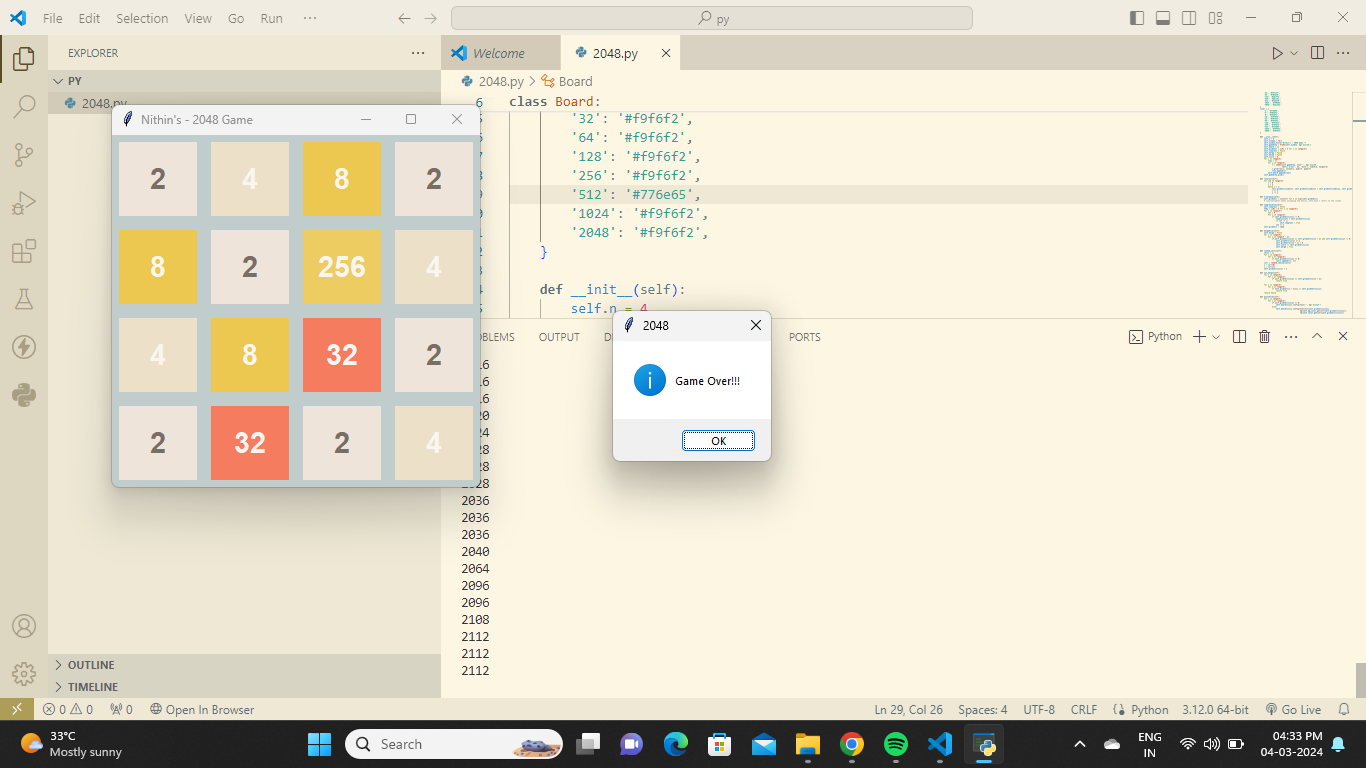 File Edit Selection View Go Run ··· py
EXPLORER ···
PY
2048.py
Welcome
2048.py
2048.py > Board
6 class Board:
'32': '#f9f6f2',
'64': '#f9f6f2',
'128': '#f9f6f2',
'256': '#f9f6f2',
'512': '#776e65',
'1024': '#f9f6f2',
'2048': '#f9f6f2',
}
def __init__(self):
self.n = 4
Nithin's - 2048 Game
2 4 8 2
8 2 256 4
4 8 32 2
2 32 2 4
2048
Game Over!!!
OK
OUTPUT
PORTS
Python
2036
2036
2036
2040
2064
2096
2096
2108
2112
2112
2112
OUTLINE
TIMELINE
0 0 0 Open In Browser
Ln 29, Col 26 Spaces: 4 UTF-8 CRLF Python 3.12.0 64-bit Go Live
33°C
Mostly sunny
Search
ENG
IN
04:33 PM
04-03-2024